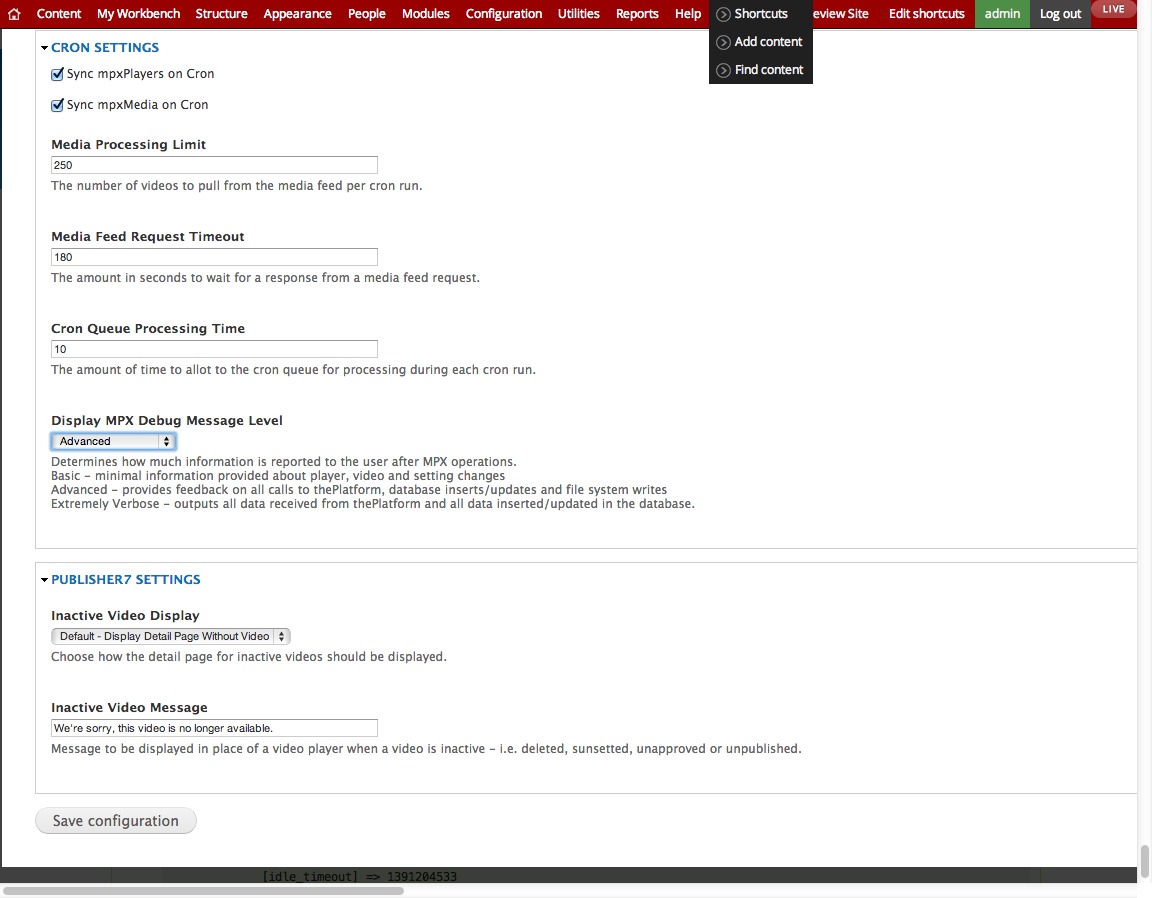 Content My Workbench Structure Appearance People Modules Configuration Utilities Reports Help Shortcuts eview Site Edit shortcuts admin Log out LIVE
Add content
Find content
CRON SETTINGS
Sync mpxPlayers on Cron
Sync mpxMedia on Cron
Media Processing Limit
250
The number of videos to pull from the media feed per cron run.
Media Feed Request Timeout
180
The amount in seconds to wait for a response from a media feed request.
Cron Queue Processing Time
10
The amount of time to allot to the cron queue for processing during each cron run.
Display MPX Debug Message Level
Advanced
Determines how much information is reported to the user after MPX operations.
Basic – minimal information provided about player, video and setting changes
Advanced – provides feedback on all calls to thePlatform, database inserts/updates and file system writes
Extremely Verbose – outputs all data received from thePlatform and all data inserted/updated in the database.
PUBLISHER7 SETTINGS
Inactive Video Display
Default - Display Detail Page Without Video
Choose how the detail page for inactive videos should be displayed.
Inactive Video Message
We're sorry, this video is no longer available.
Message to be displayed in place of a video player when a video is inactive – i.e. deleted, sunsetted, unapproved or unpublished.
Save configuration
[idle_timeout] => 1391204533